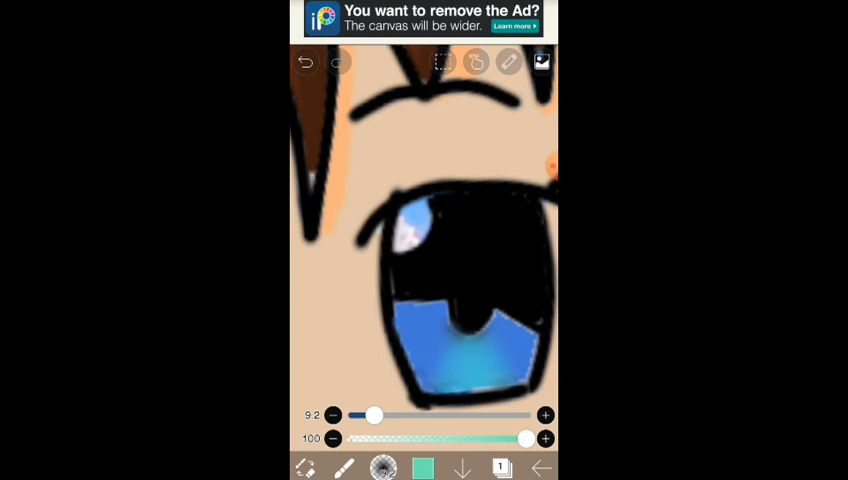 You want to remove the Ad?
The canvas will be wider.
Learn more
9.2
100
1